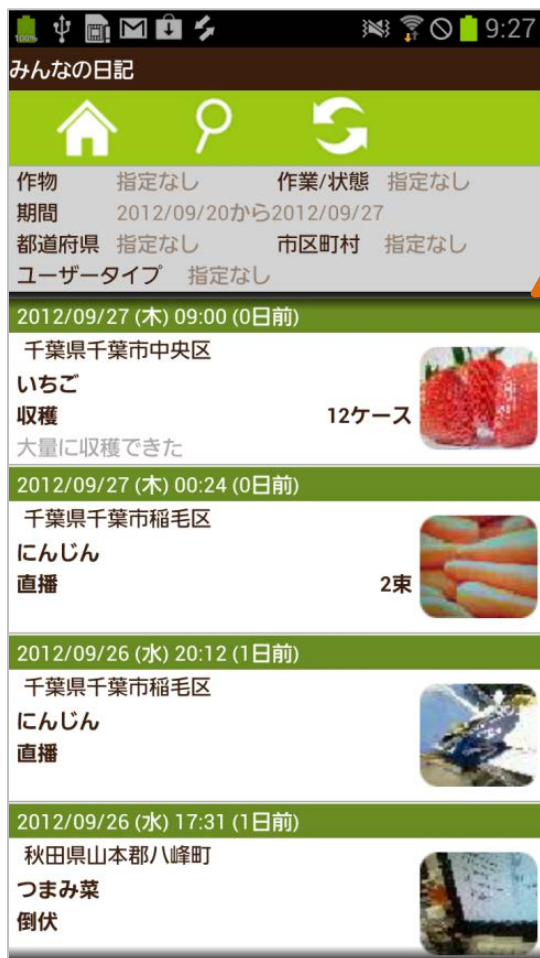 100%
9:27
みんなの日記
作物 指定なし 作業/状態 指定なし
期間 2012/09/20から2012/09/27
都道府県 指定なし 市区町村 指定なし
ユーザータイプ 指定なし
2012/09/27 (木) 09:00 (0日前)
千葉県千葉市中央区
いちご
収穫 12ケース
大量に収穫できた
2012/09/27 (木) 00:24 (0日前)
千葉県千葉市稲毛区
にんじん
直播 2束
2012/09/26 (水) 20:12 (1日前)
千葉県千葉市稲毛区
にんじん
直播
2012/09/26 (水) 17:31 (1日前)
秋田県山本郡八峰町
つまみ菜
倒伏